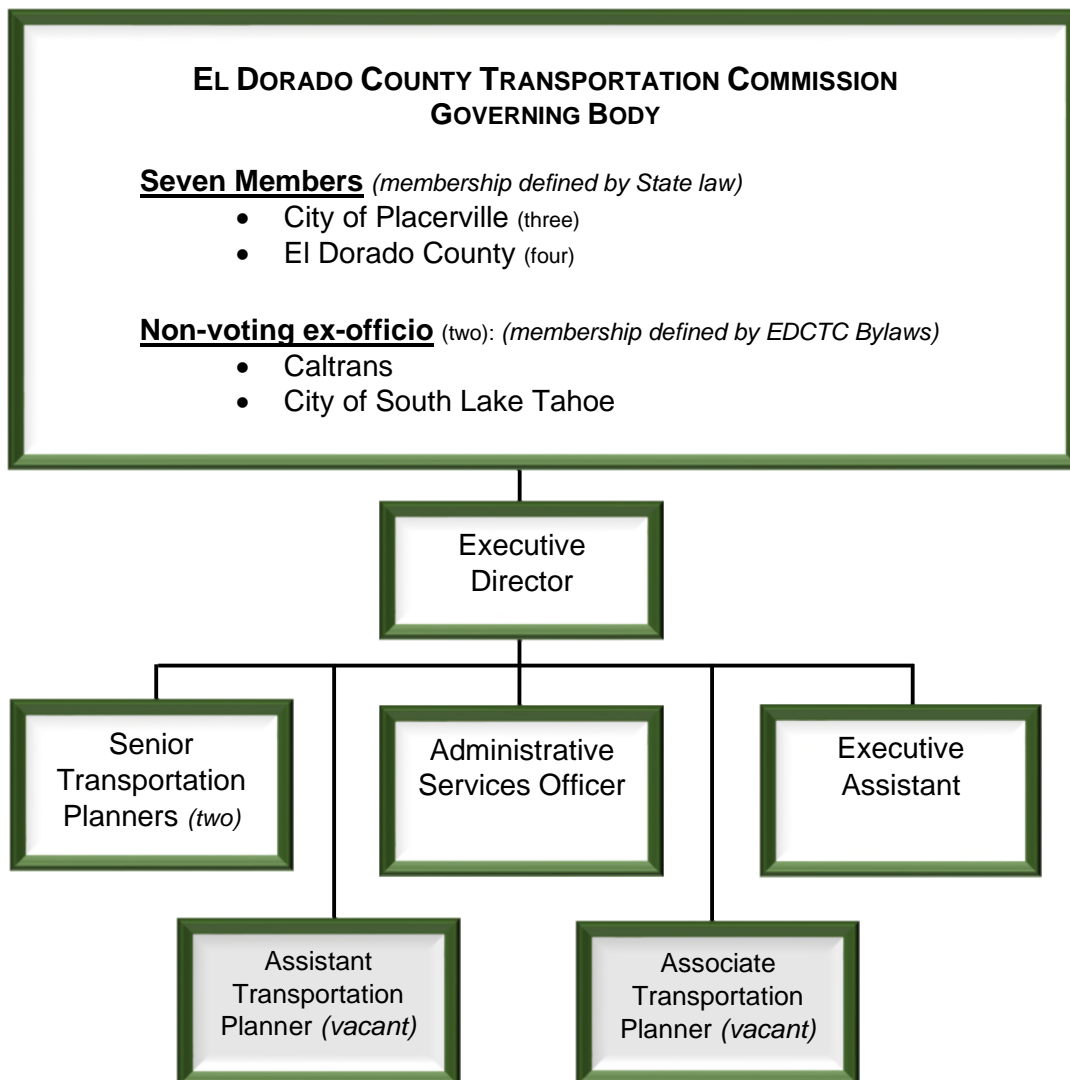 EL DORADO COUNTY TRANSPORTATION COMMISSION
GOVERNING BODY
Seven Members (membership defined by State law)
• City of Placerville (three)
• El Dorado County (four)
Non-voting ex-officio (two): (membership defined by EDCTC Bylaws)
• Caltrans
• City of South Lake Tahoe
Executive
Director
Senior
Transportation
Planners (two)
Administrative
Services Officer
Executive
Assistant
Assistant
Transportation
Planner (vacant)
Associate
Transportation
Planner (vacant)